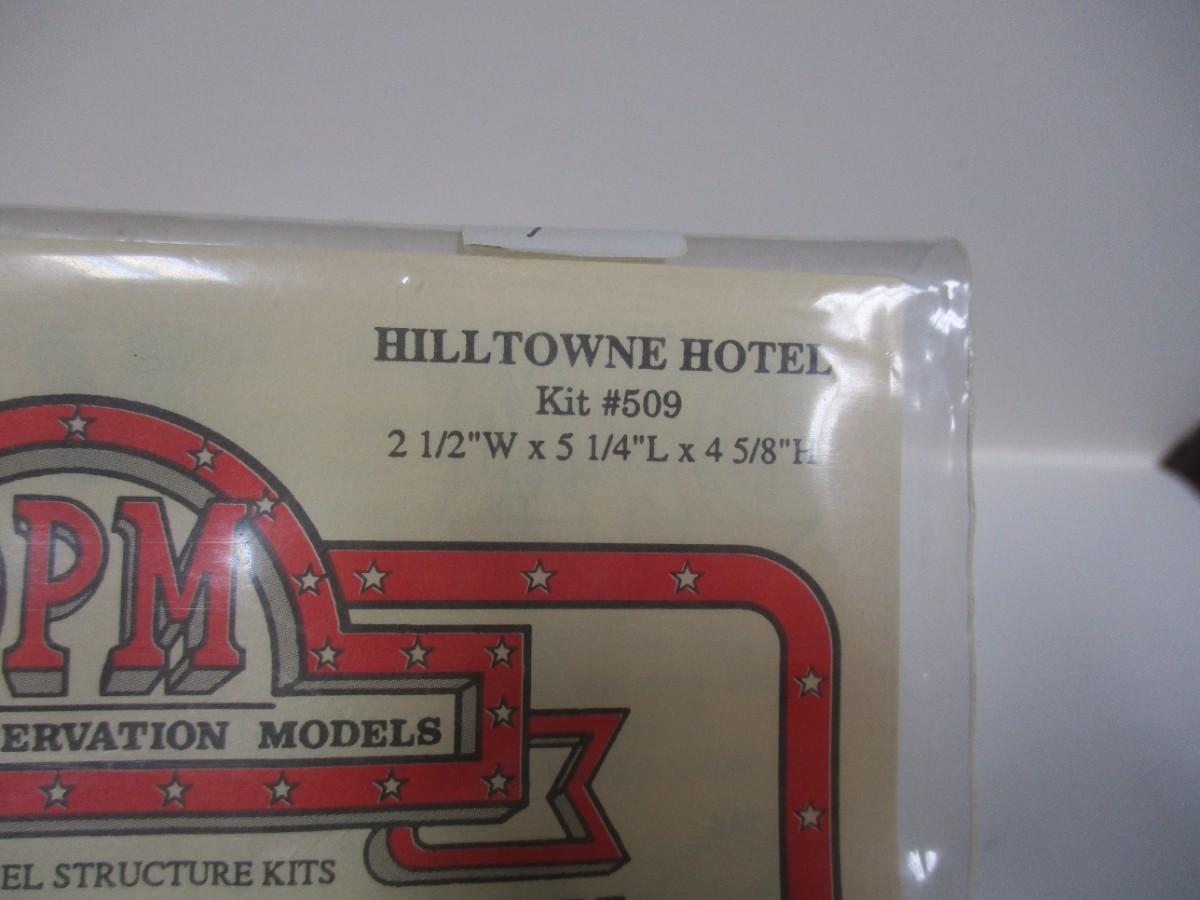 HILLTOWNE HOTEL
Kit #509
2 1/2"W x 5 1/4"L x 4 5/8"H
PM
ERVATION MODELS
EL STRUCTURE KITS